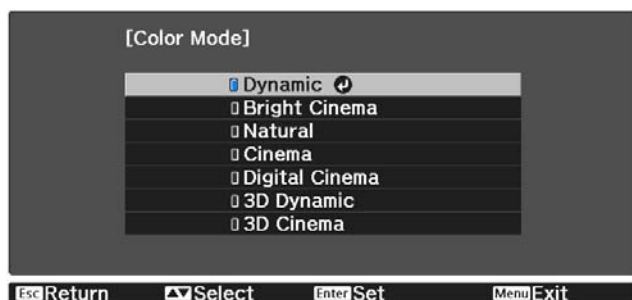 [Color Mode]
Dynamic
Bright Cinema
Natural
Cinema
Digital Cinema
3D Dynamic
3D Cinema
Esc Return Select Enter Set Menu Exit